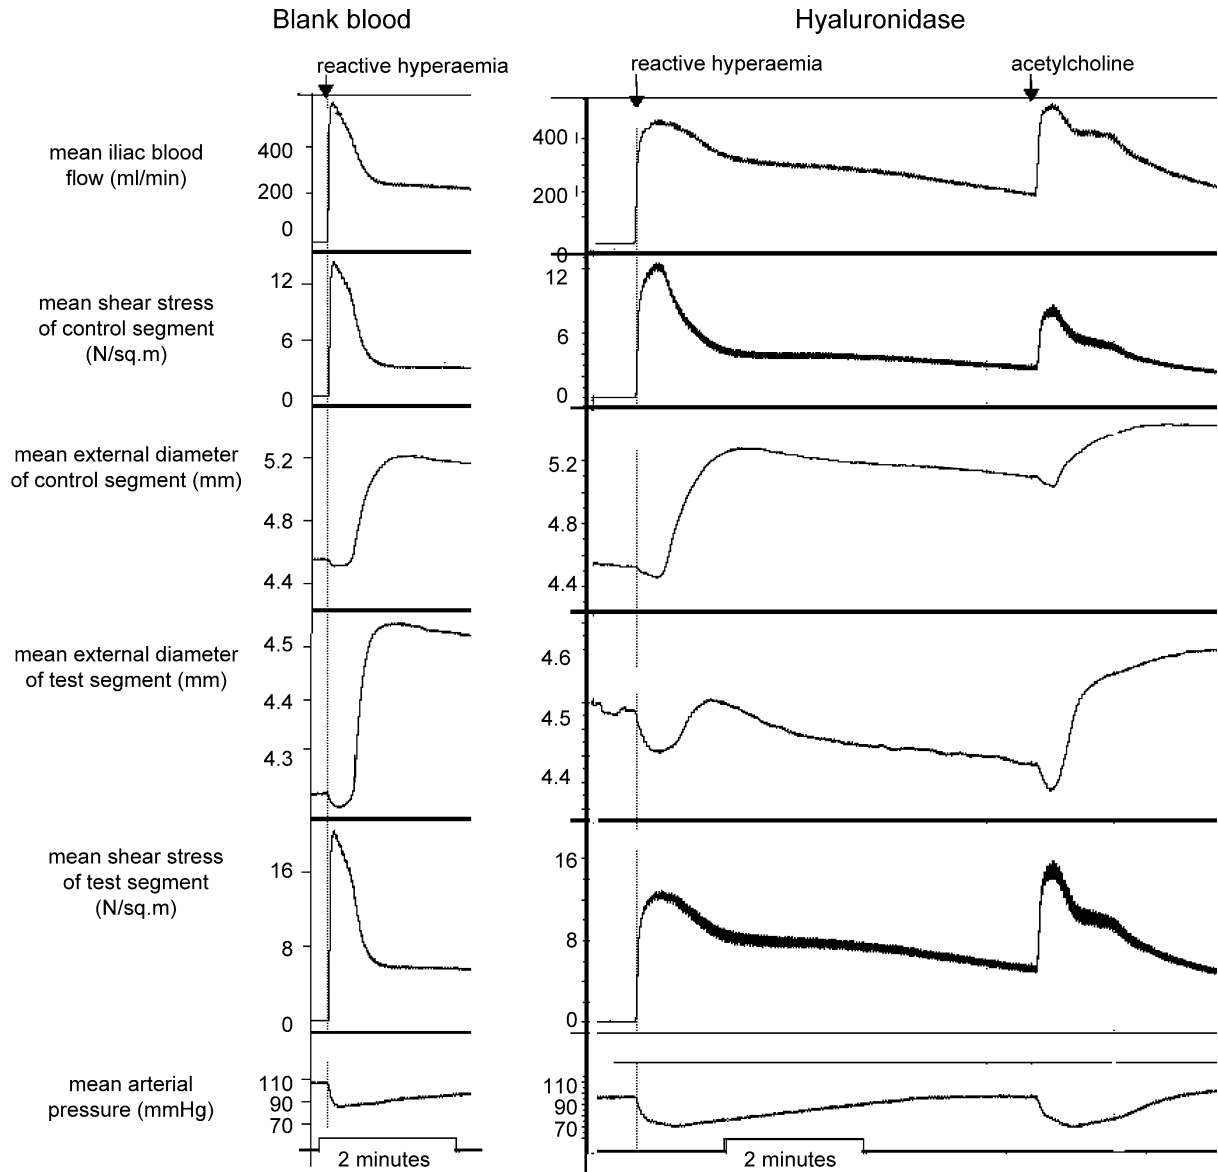 Blank blood
Hyaluronidase
reactive hyperaemia
reactive hyperaemia
acetylcholine
mean iliac blood
flow (ml/min)
400
200
0
400
200
0
mean shear stress
of control segment
(N/sq.m)
12
6
0
12
6
0
mean external diameter
of control segment (mm)
5.2
4.8
4.4
5.2
4.8
4.4
mean external diameter
of test segment (mm)
4.5
4.4
4.3
4.6
4.5
4.4
mean shear stress
of test segment
(N/sq.m)
16
8
0
16
8
0
mean arterial
pressure (mmHg)
110
90
70
110
90
70
2 minutes
2 minutes